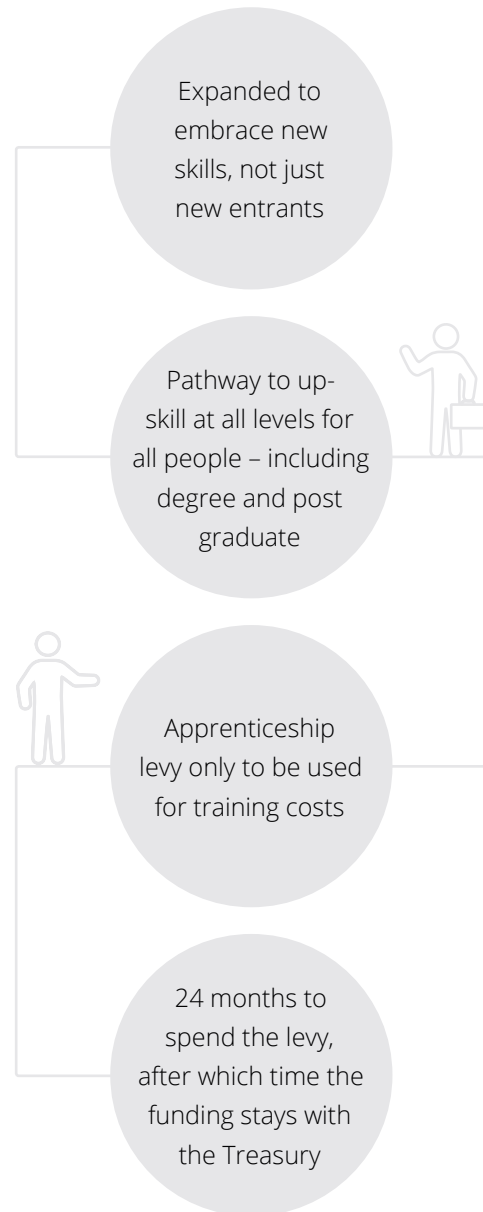 Expanded to
embrace new
skills, not just
new entrants
Pathway to up-
skill at all levels for
all people – including
degree and post
graduate
Apprenticeship
levy only to be used
for training costs
24 months to
spend the levy,
after which time the
funding stays with
the Treasury